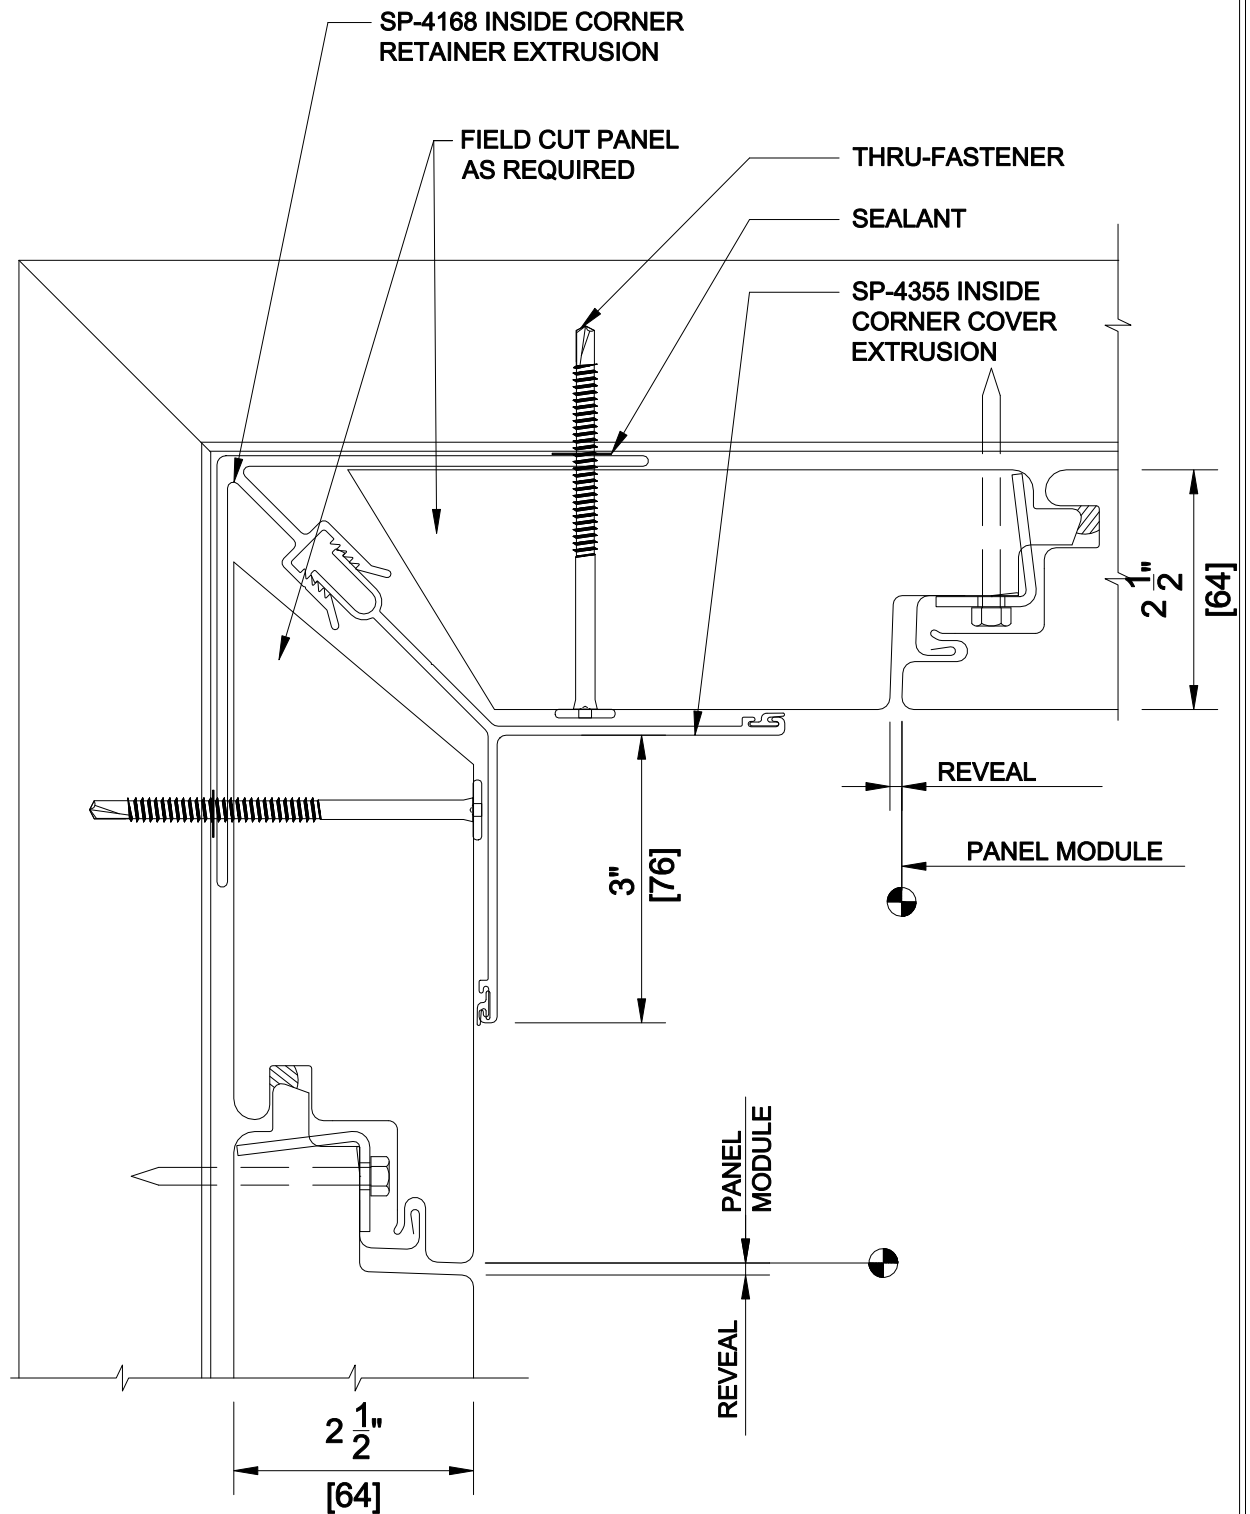 SP-4168 INSIDE CORNER
RETAINER EXTRUSION
FIELD CUT PANEL
AS REQUIRED
THRU-FASTENER
SEALANT
SP-4355 INSIDE
CORNER COVER
EXTRUSION
2 1/2"
[64]
REVEAL
PANEL MODULE
3"
[76]
PANEL
MODULE
REVEAL
2 1/2"
[64]